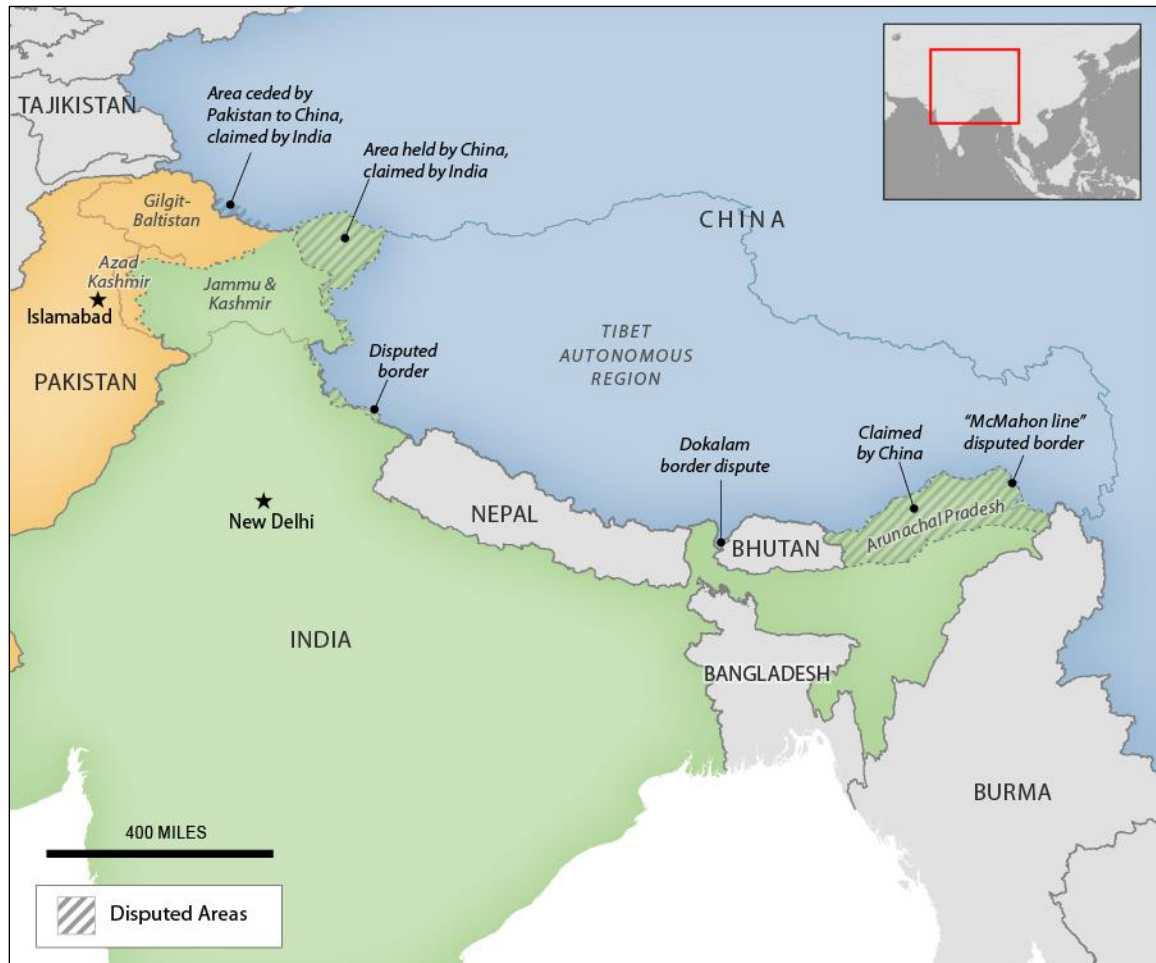 Area ceded by
Pakistan to China,
claimed by India
TAJIKISTAN
Area held by China,
claimed by India
Gilgit-
Baltistan
CHINA
Azad
Kashmir
Jammu &
Kashmir
Islamabad
TIBET
AUTONOMOUS
REGION
Disputed
border
PAKISTAN
Dokalam
border dispute
Claimed
by China
“McMahon line”
disputed border
New Delhi
NEPAL
BHUTAN
Arunachal Pradesh
INDIA
BANGLADESH
BURMA
400 MILES
Disputed Areas